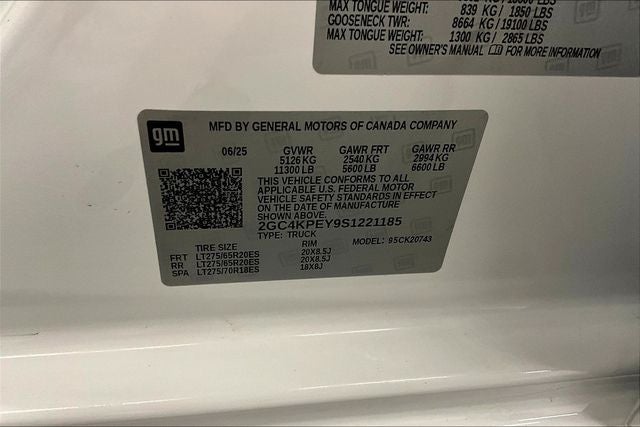 MAX TONGUE WEIGHT: 839 KG/ 1850 LBS
GOOSENECK TWR: 8664 KG/19100 LBS
MAX TONGUE WEIGHT: 1300 KG/ 2865 LBS
SEE OWNER'S MANUAL FOR MORE INFORMATION
gm
MFD BY GENERAL MOTORS OF CANADA COMPANY
06/25 GVWR GAWR FRT GAWR RR
5126 KG 2540 KG 2994 KG
11300 LB 5600 LB 6600 LB
THIS VEHICLE CONFORMS TO ALL
APPLICABLE U.S. FEDERAL MOTOR
VEHICLE SAFETY STANDARDS IN EFFECT
ON THE DATE OF MANUFACTURE
SHOWN ABOVE.
2GC4KPEY9S1221185
TYPE: TRUCK MODEL: 95CK20743
TIRE SIZE RIM
FRT LT275/65R20ES 20X8.5J
RR LT275/65R20ES 20X8.5J
SPA LT275/70R18ES 18X8J